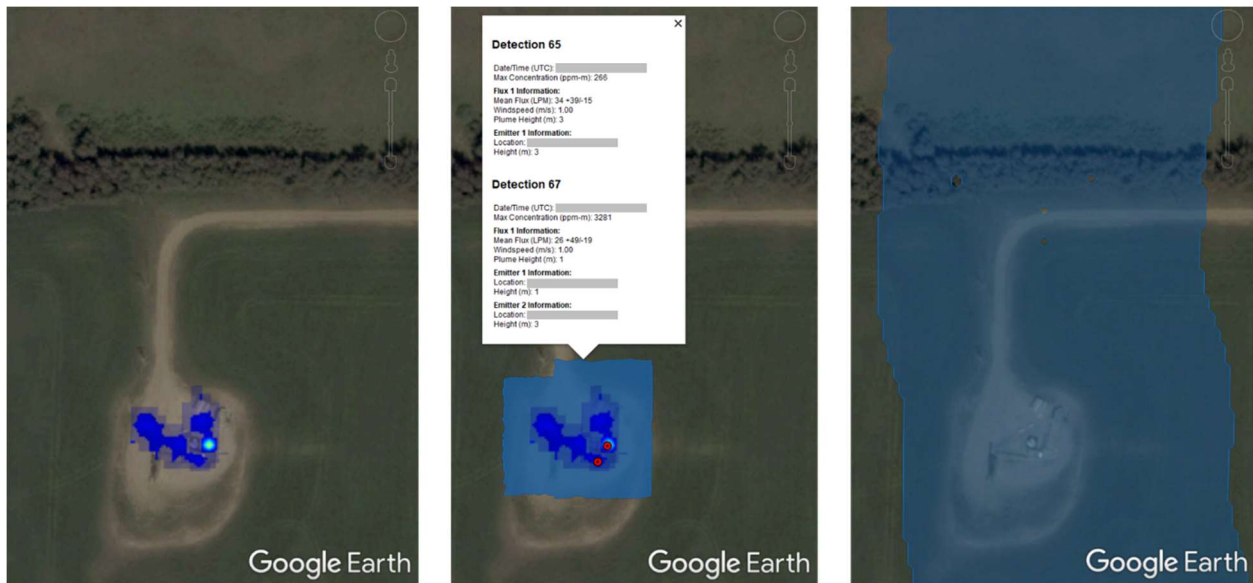 Detection 65
Date/Time (UTC):
Max Concentration (ppm-m): 266
Flux 1 Information:
Mean Flux (LPM): 34 +39/-15
Windspeed (m/s): 1.00
Plume Height (m): 3
Emitter 1 Information:
Location:
Height (m): 3
Detection 67
Date/Time (UTC):
Max Concentration (ppm-m): 3281
Flux 1 Information:
Mean Flux (LPM): 26 +49/-19
Windspeed (m/s): 1.00
Plume Height (m): 1
Emitter 1 Information:
Location:
Height (m): 1
Emitter 2 Information:
Location:
Height (m): 3
Google Earth
Google Earth
Google Earth